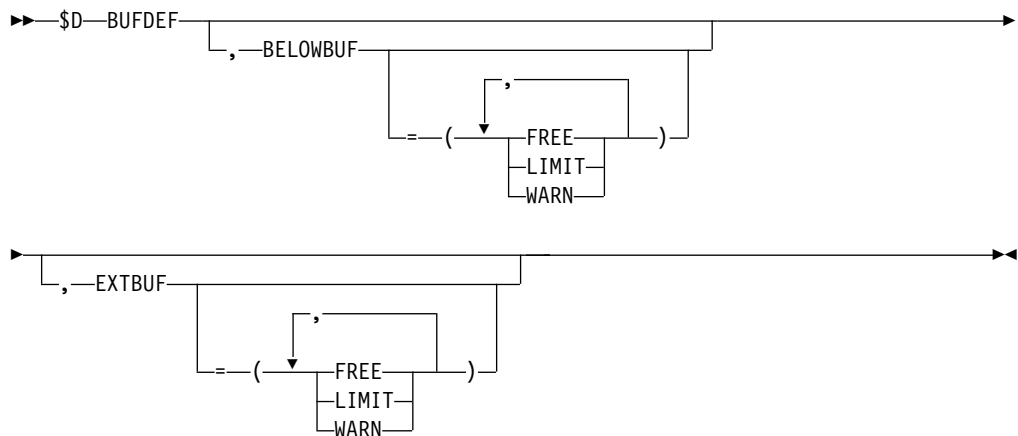 $D BUFDEF
, BELOWBUF
,
= ( FREE )
LIMIT
WARN
, EXTBUF
,
= ( FREE )
LIMIT
WARN